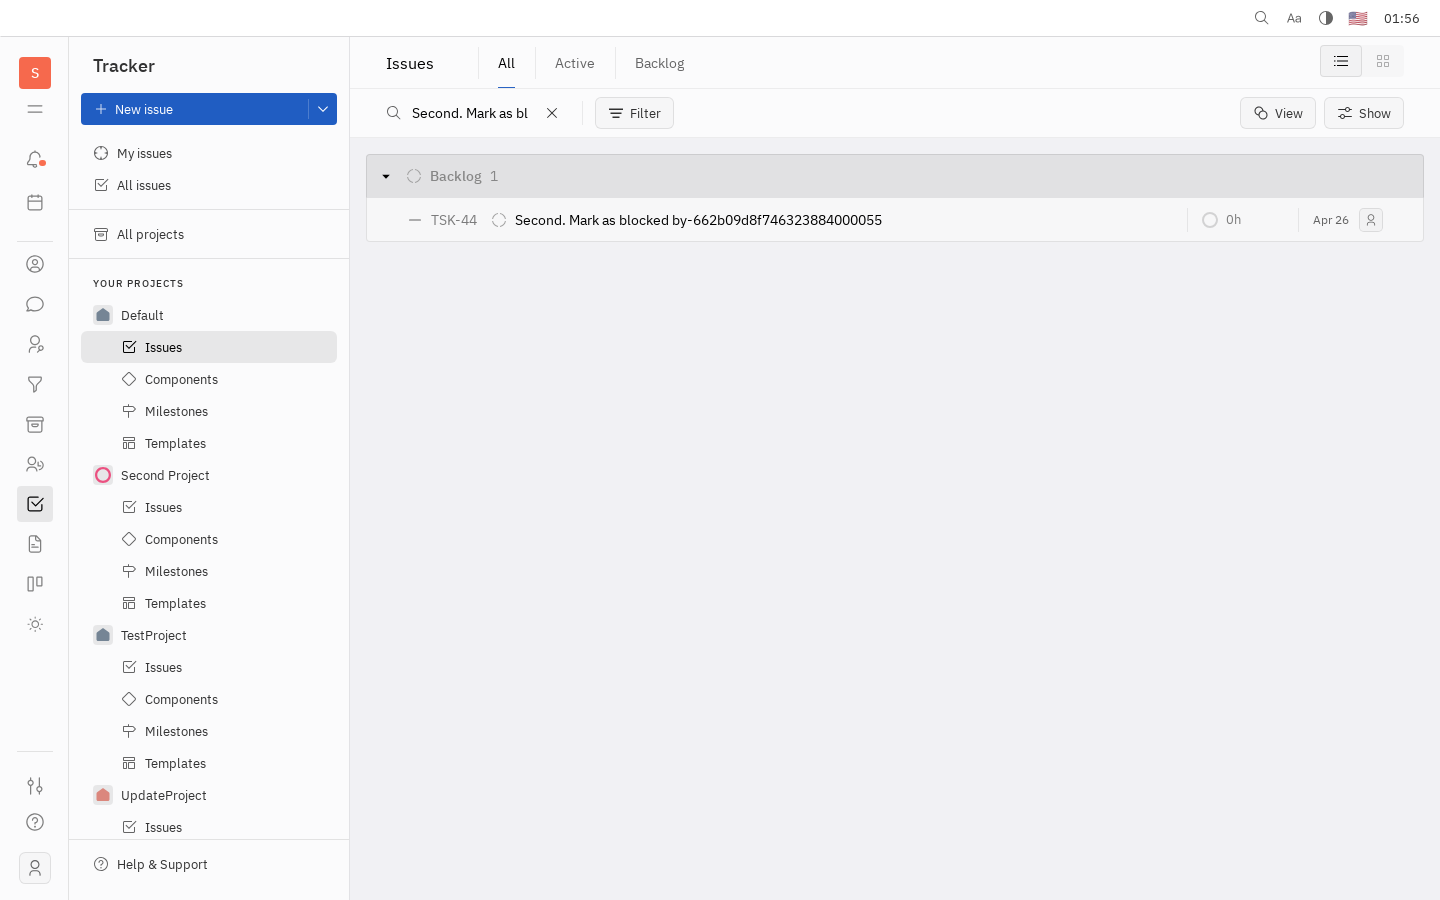 Aa
01:56
S
Tracker
New issue
My issues
All issues
All projects
YOUR PROJECTS
Default
Issues
Components
Milestones
Templates
Second Project
Issues
Components
Milestones
Templates
TestProject
Issues
Components
Milestones
Templates
UpdateProject
Issues
Help & Support
Issues
All
Active
Backlog
Second. Mark as bl
Filter
View
Show
Backlog 1
TSK-44 Second. Mark as blocked by-662b09d8f746323884000055 0h Apr 26